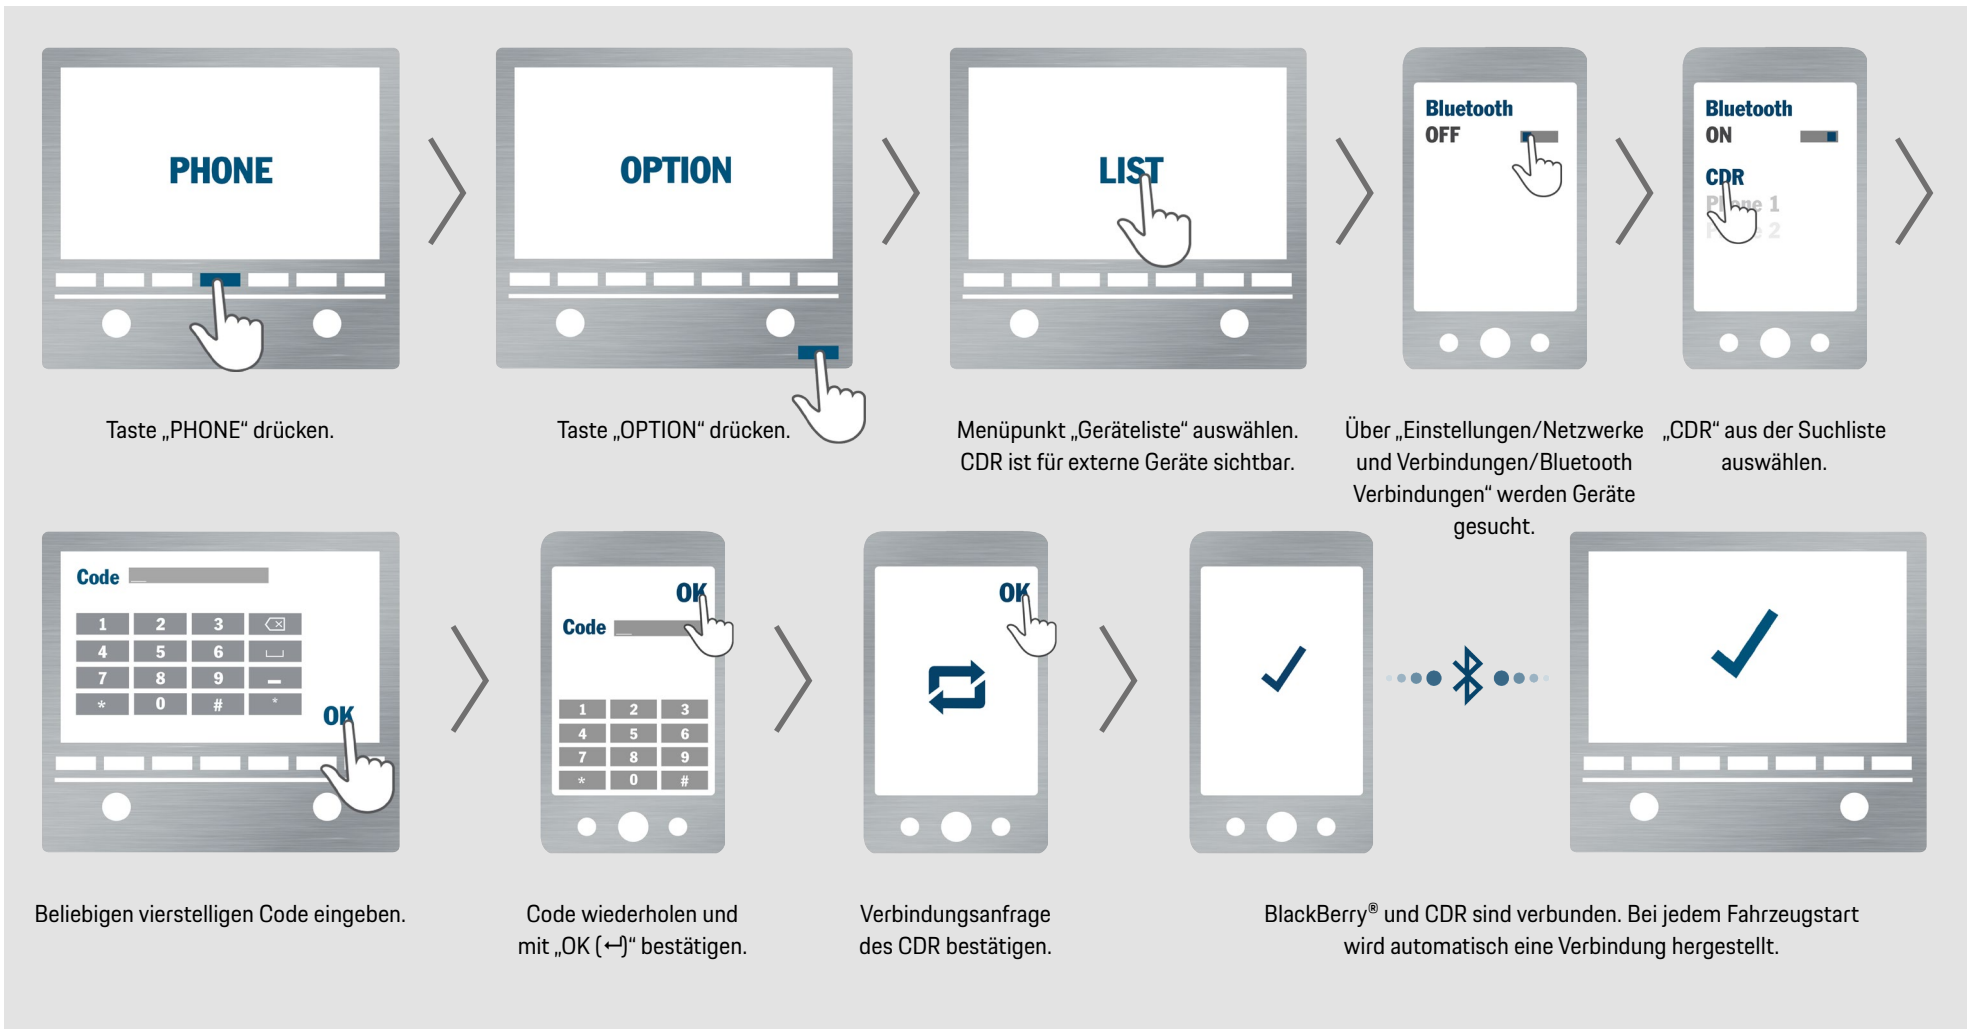 PHONE
OPTION
LIST
Bluetooth
OFF
Bluetooth
ON
CDR
Phone 1
Phone 2
Taste „PHONE“ drücken.
Taste „OPTION“ drücken.
Menüpunkt „Geräteliste“ auswählen.
CDR ist für externe Geräte sichtbar.
Über „Einstellungen/Netzwerke
und Verbindungen/Bluetooth
Verbindungen“ werden Geräte
gesucht.
„CDR“ aus der Suchliste
auswählen.
Code
1 2 3
4 5 6
7 8 9
* 0 # *
OK
OK
Code
1 2 3
4 5 6
7 8 9
* 0 #
OK
Beliebigen vierstelligen Code eingeben.
Code wiederholen und
mit „OK (↵)“ bestätigen.
Verbindungsanfrage
des CDR bestätigen.
BlackBerry® und CDR sind verbunden. Bei jedem Fahrzeugstart
wird automatisch eine Verbindung hergestellt.